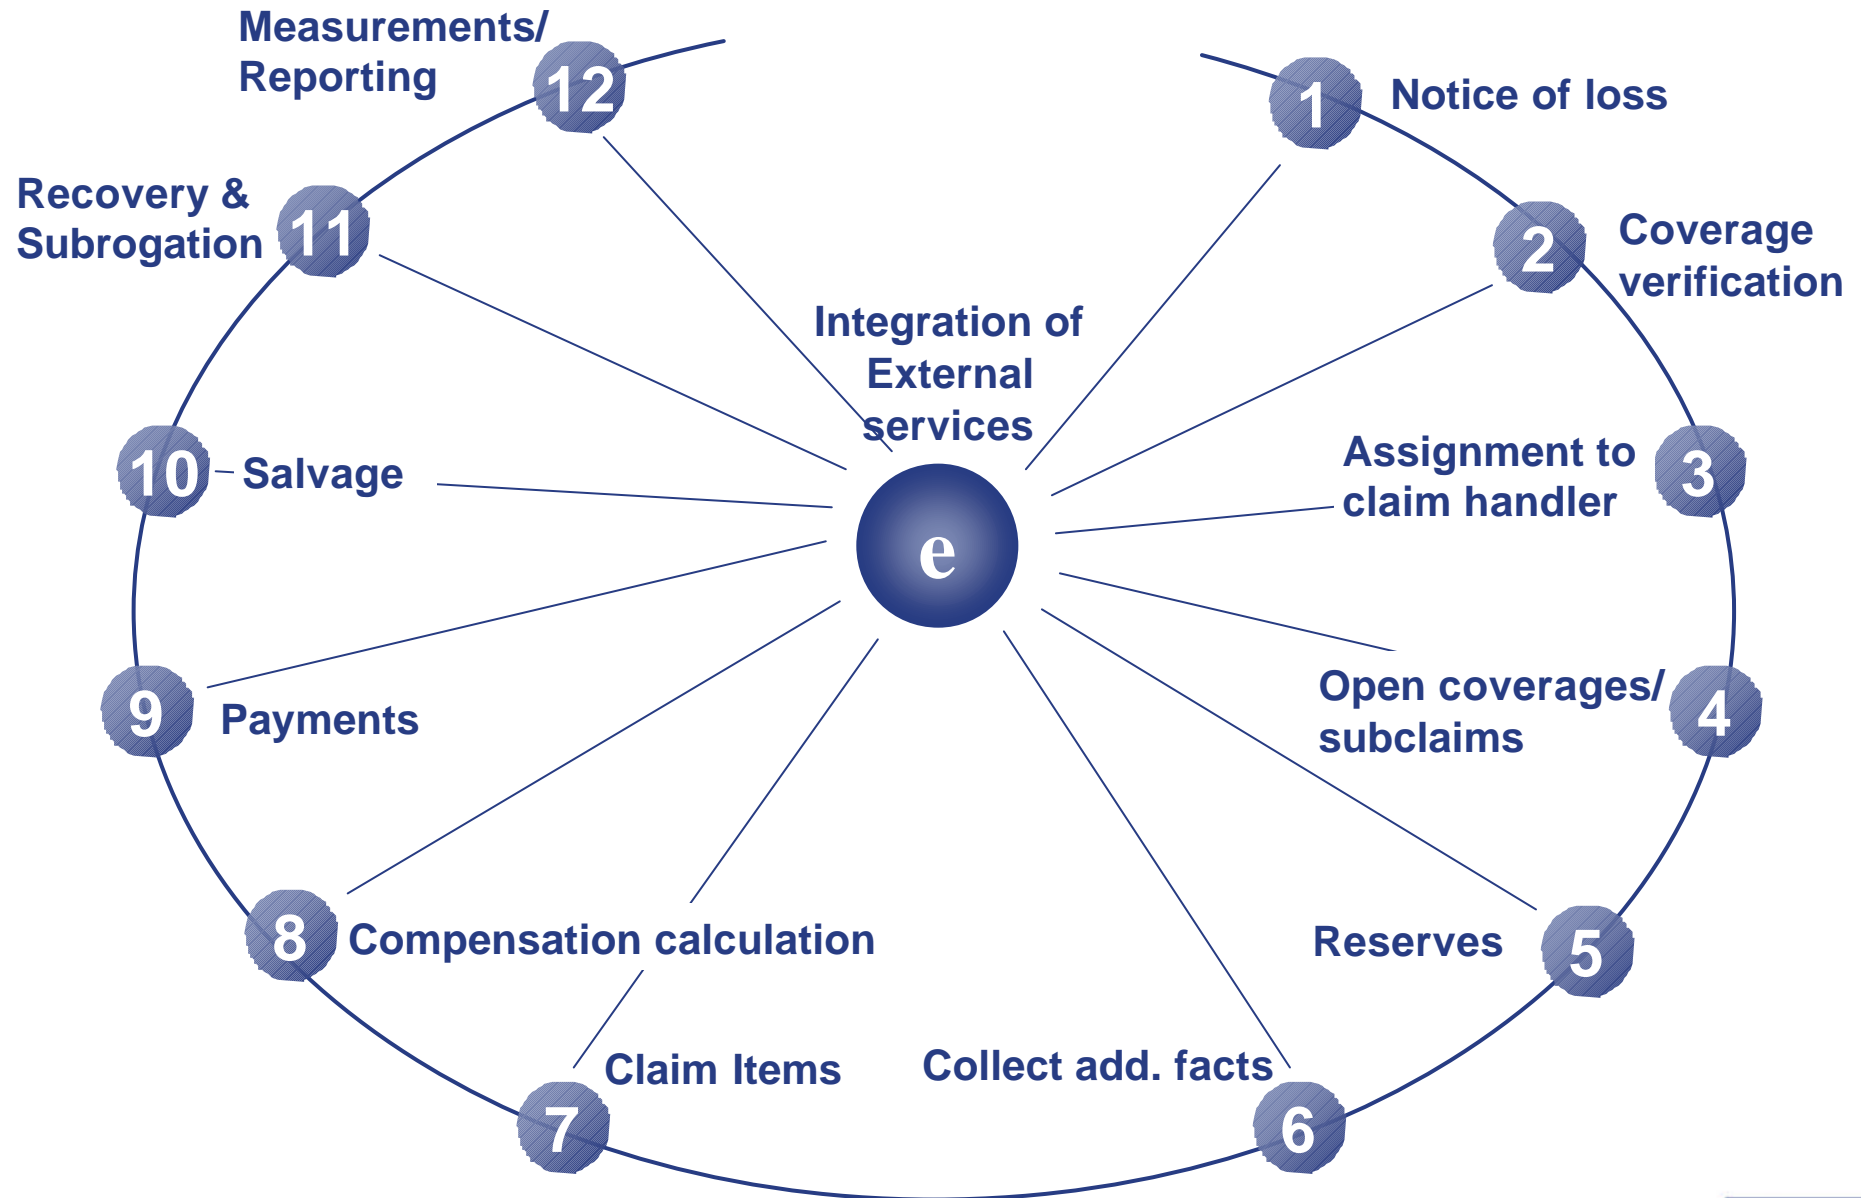 Measurements/
Reporting
12
1
Notice of loss
Recovery &
Subrogation
11
2
Coverage
verification
Integration of
External
services
10
Salvage
Assignment to
claim handler
3
e
9
Payments
Open coverages/
subclaims
4
8
Compensation calculation
Reserves
5
Claim Items
7
Collect add. facts
6